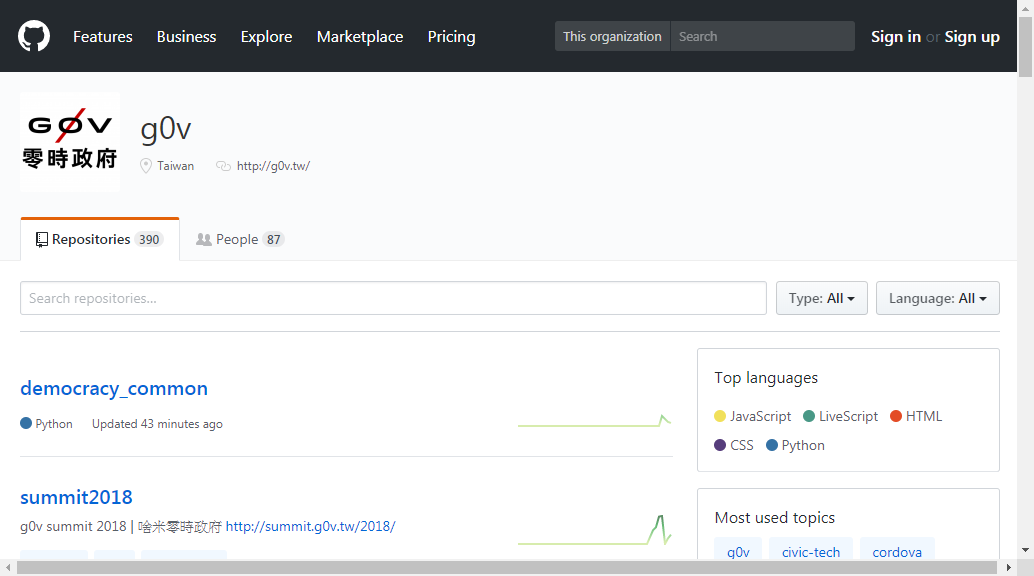 Features Business Explore Marketplace Pricing This organization Search Sign in or Sign up
G0V
零時政府
g0v
Taiwan http://g0v.tw/
Repositories 390 People 87
Search repositories... Type: All Language: All
democracy_common
Python Updated 43 minutes ago
summit2018
g0v summit 2018 | 啥米零時政府 http://summit.g0v.tw/2018/
Top languages
JavaScript LiveScript HTML
CSS Python
Most used topics
g0v civic-tech cordova